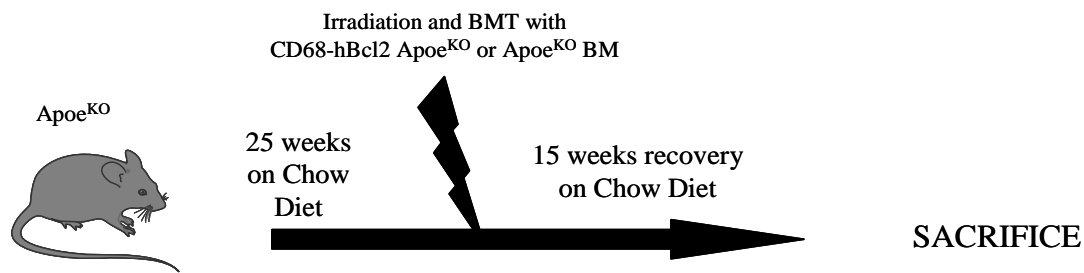 Irradiation and BMT with
CD68-hBcl2 Apoe^KO or Apoe^KO BM
Apoe^KO
25 weeks
on Chow
Diet
15 weeks recovery
on Chow Diet
SACRIFICE